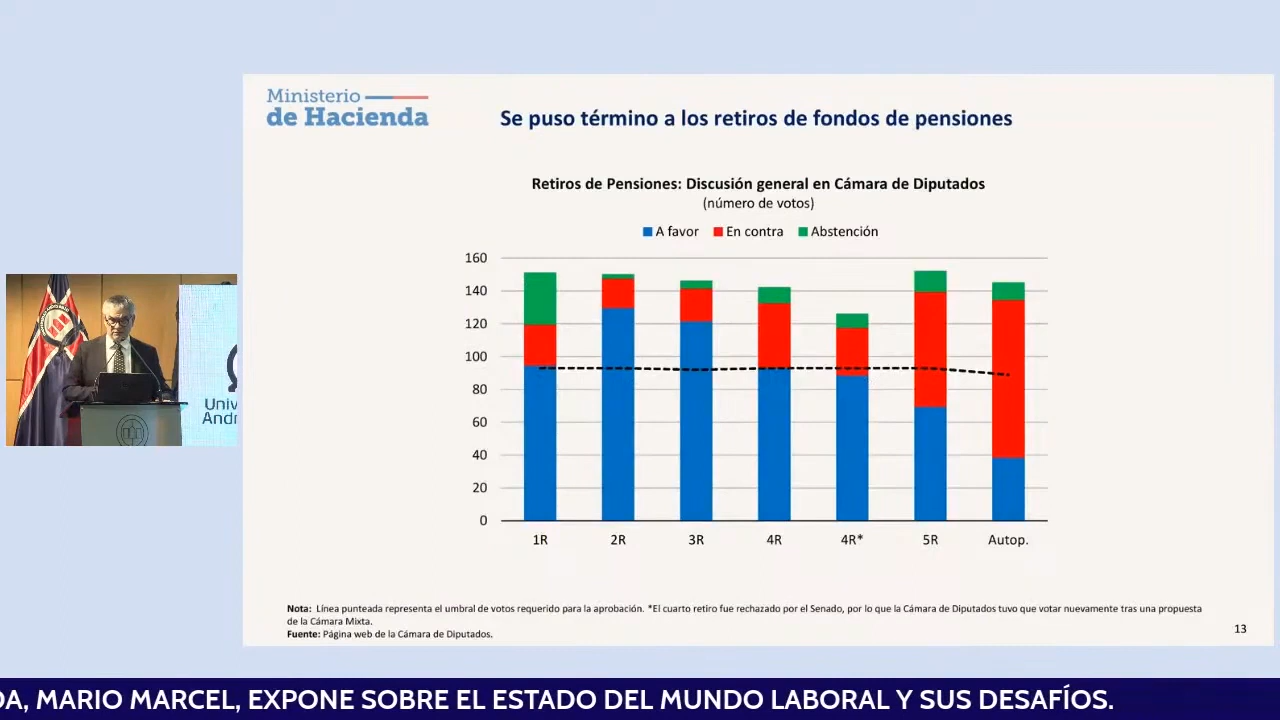 Ministerio
de Hacienda
Se puso término a los retiros de fondos de pensiones
Retiros de Pensiones: Discusión general en Cámara de Diputados
(número de votos)
A favor En contra Abstención
160
140
120
100
80
60
40
20
0
1R 2R 3R 4R 4R* 5R Autop.
Nota: Línea punteada representa el umbral de votos requerido para la aprobación. *El cuarto retiro fue rechazado por el Senado, por lo que la Cámara de Diputados tuvo que votar nuevamente tras una propuesta
de la Cámara Mixta.
Fuente: Página web de la Cámara de Diputados.
13
Univ
Andr
DA, MARIO MARCEL, EXPONE SOBRE EL ESTADO DEL MUNDO LABORAL Y SUS DESAFÍOS.